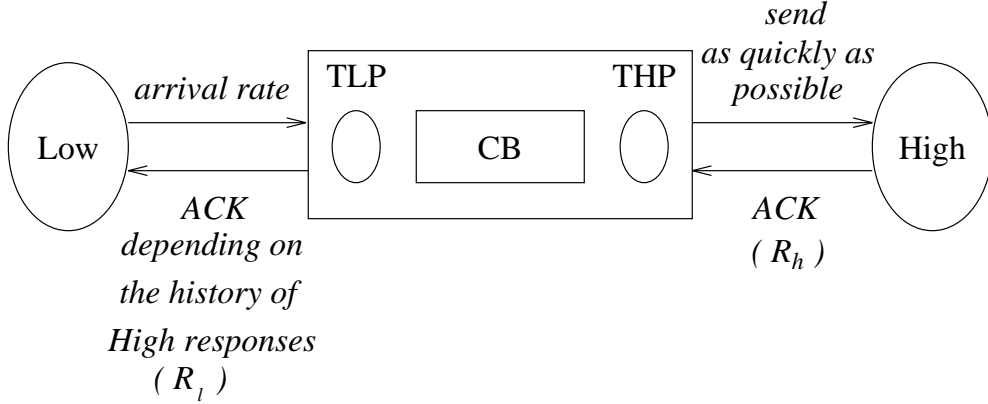 send
as quickly as
possible
TLP
THP
arrival rate
Low
CB
High
ACK
depending on
the history of
High responses
( R_l )
ACK
( R_h )